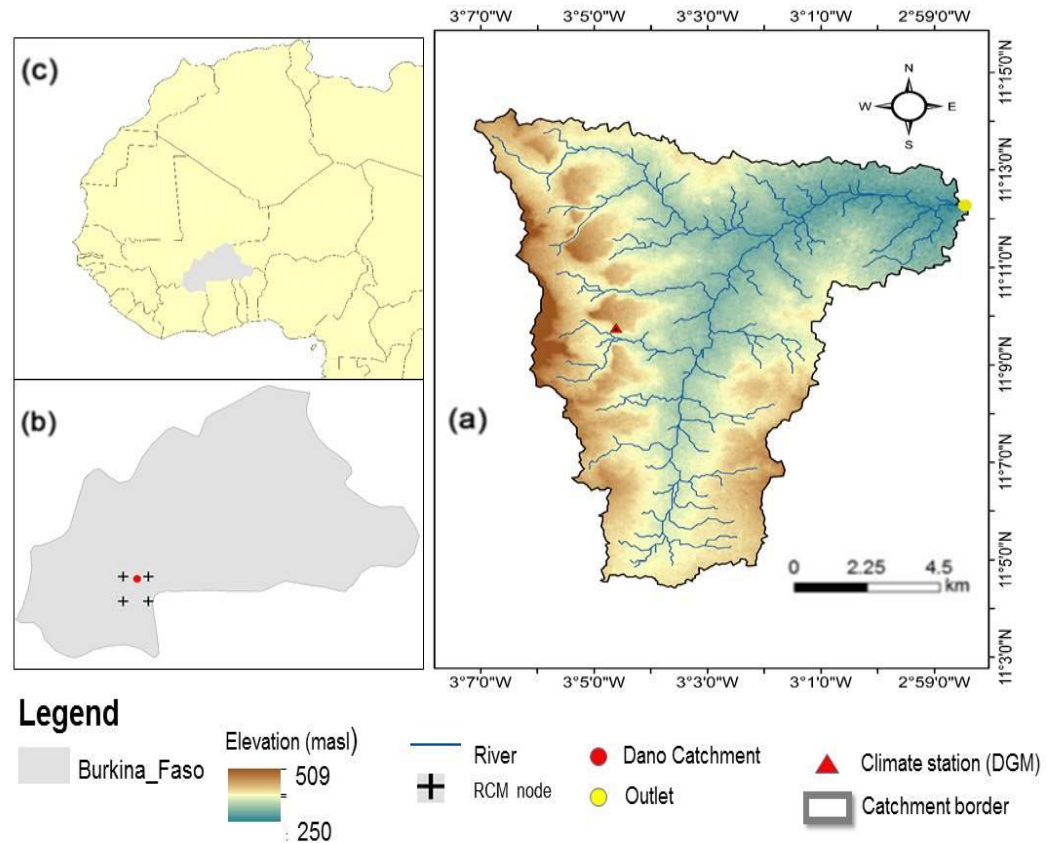 (c)
(b)
3°7'0"W 3°5'0"W 3°3'0"W 3°1'0"W 2°59'0"W
N
W E
S
(a)
11°15'0"N
11°13'0"N
11°11'0"N
11°9'0"N
11°7'0"N
11°5'0"N
11°3'0"N
0 2.25 4.5
km
3°7'0"W 3°5'0"W 3°3'0"W 3°1'0"W 2°59'0"W
Legend
Burkina_Faso
Elevation (masl)
509
: 250
River
RCM node
Dano Catchment
Outlet
Climate station (DGM)
Catchment border